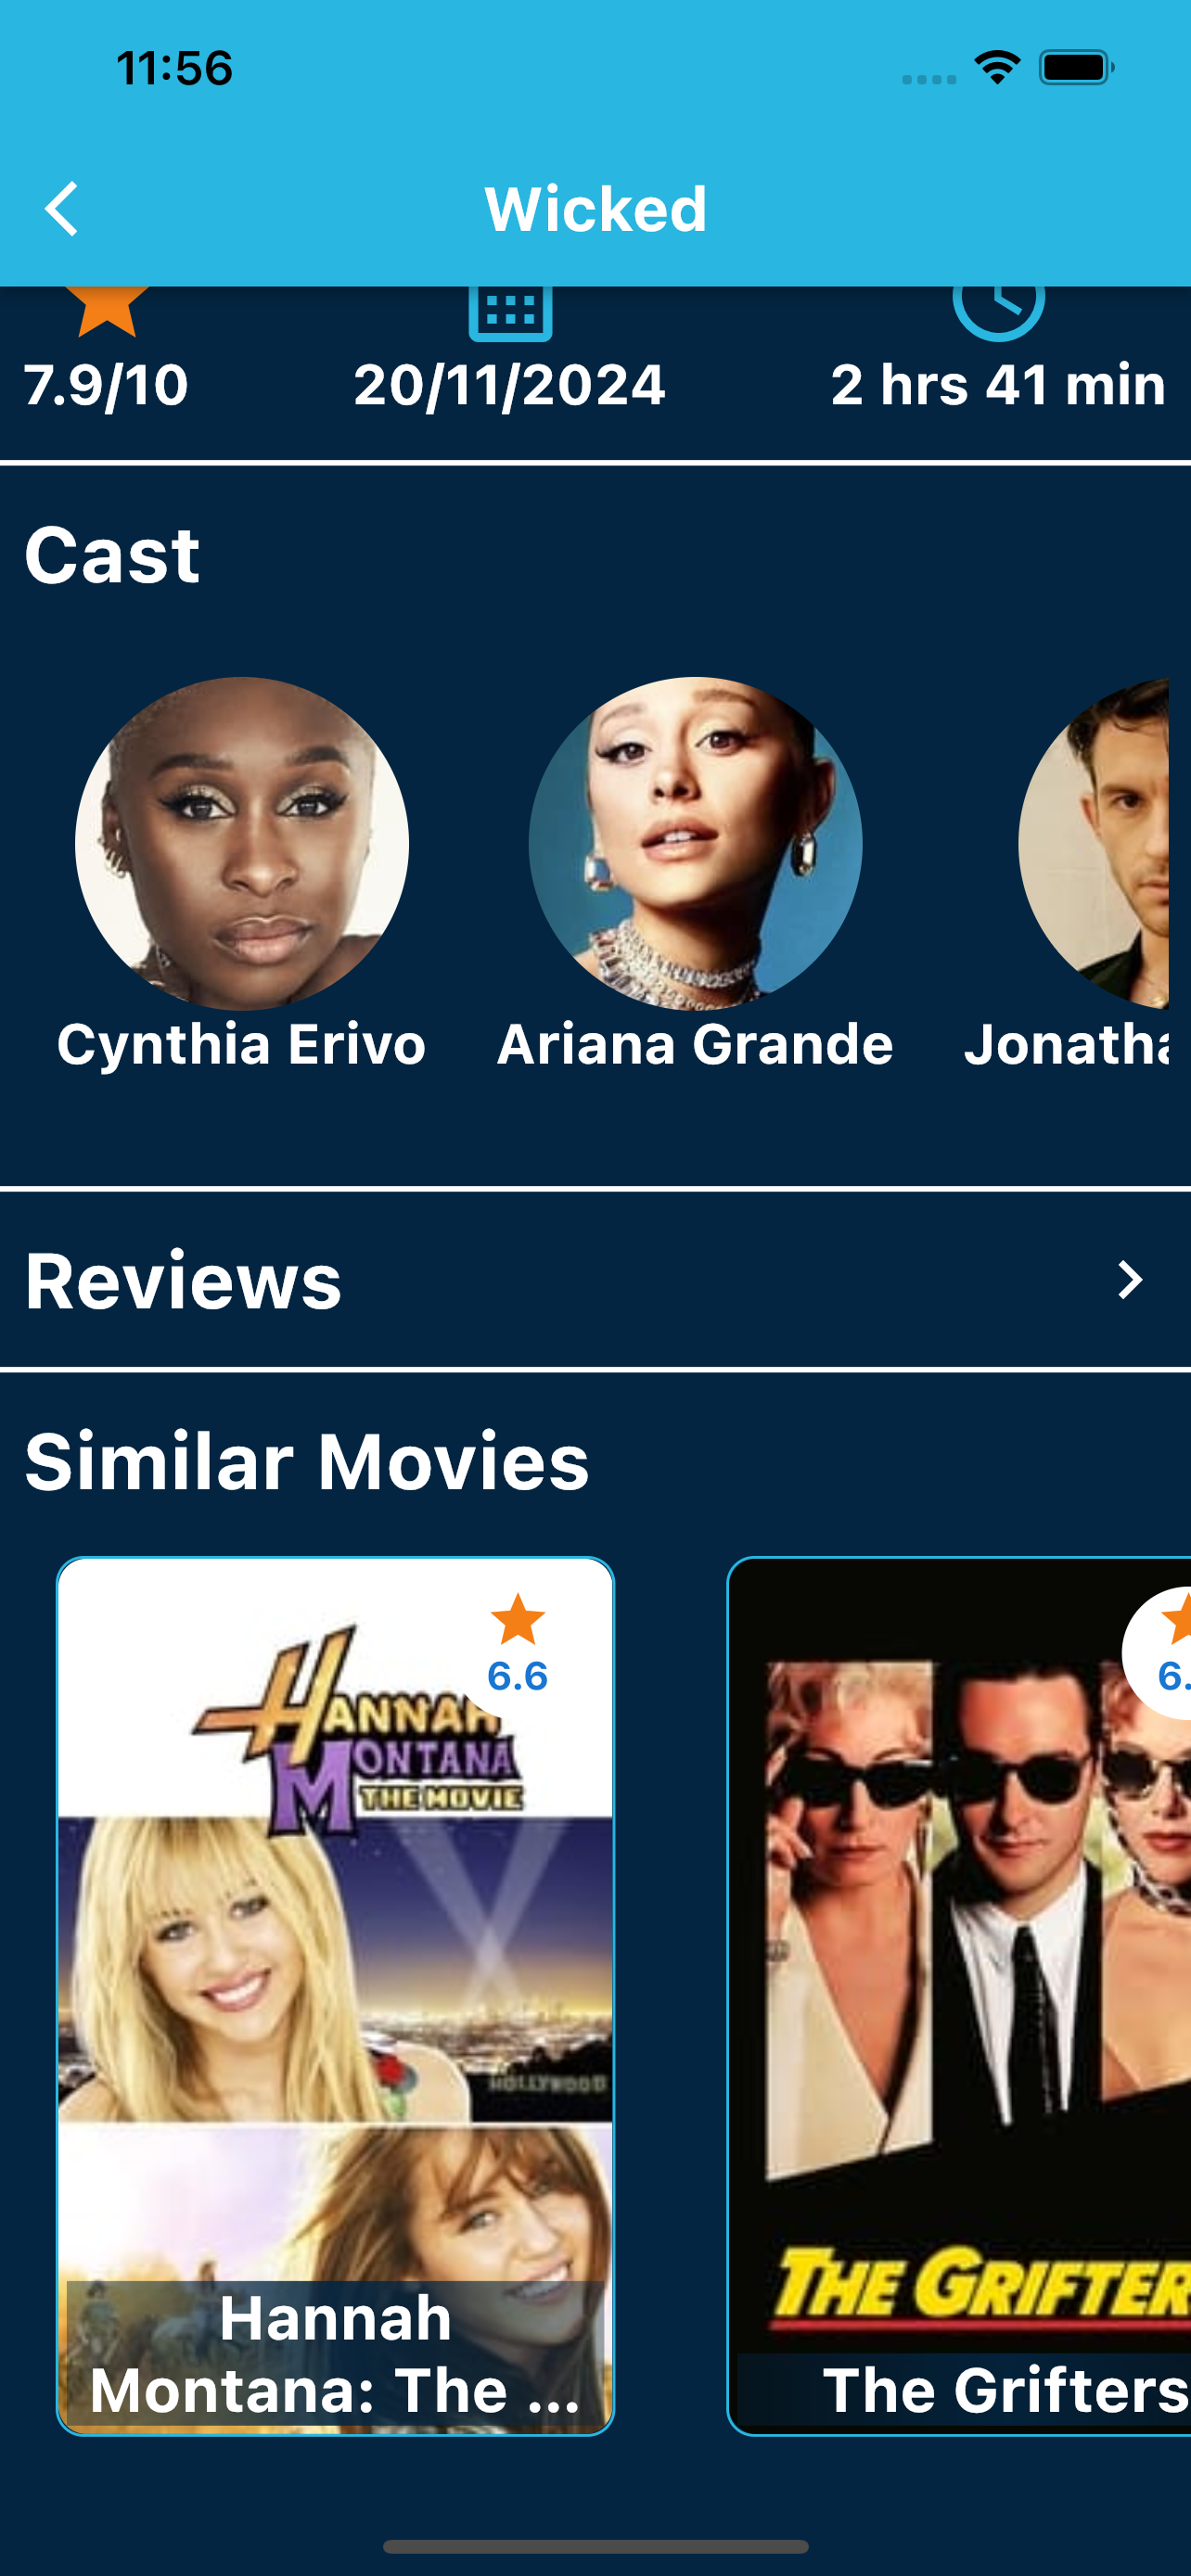 11:56
Wicked
7.9/10
20/11/2024
2 hrs 41 min
Cast
Cynthia Erivo
Ariana Grande
Jonatha
Reviews
Similar Movies
6.6
HANNAH
MONTANA
THE MOVIE
HOLLYWOOD
Hannah
Montana: The ...
6.
THE GRIFTER
The Grifters